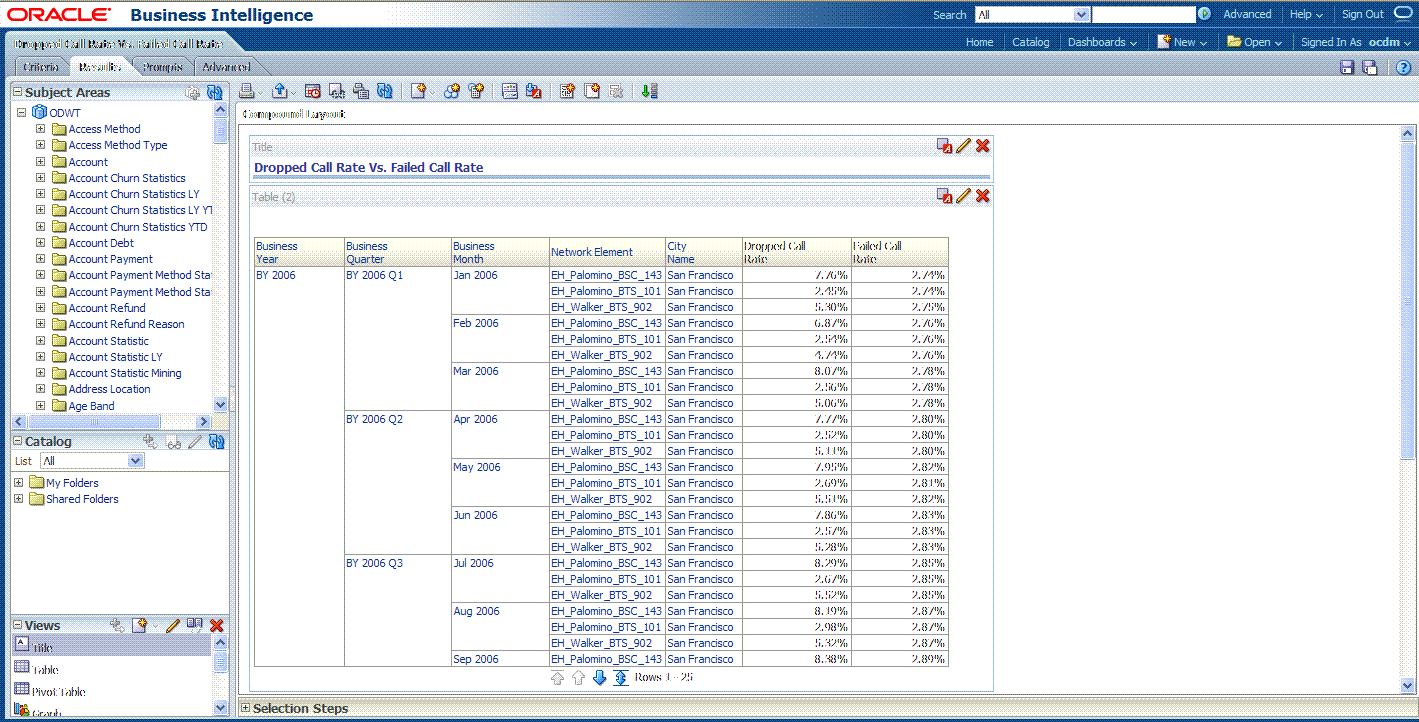 ORACLE Business Intelligence
Search All Advanced Help Sign Out
Dropped Call Rate Vs. Failed Call Rate
Home Catalog Dashboards New Open Signed In As ocdm
Criteria Results Prompts Advanced
Subject Areas
ODWT
Access Method
Access Method Type
Account
Account Churn Statistics
Account Churn Statistics LY
Account Churn Statistics LY YT
Account Churn Statistics YTD
Account Debt
Account Payment
Account Payment Method Stat
Account Payment Method Stat
Account Refund
Account Refund Reason
Account Statistic
Account Statistic LY
Account Statistic Mining
Address Location
Age Band
Catalog
List All
My Folders
Shared Folders
Views
Title
Table
Pivot Table
Graph
Compound Layout
Title
Dropped Call Rate Vs. Failed Call Rate
Table (2)
Business Year Business Quarter Business Month Network Element City Name Dropped Call Rate Failed Call Rate
BY 2006 BY 2006 Q1 Jan 2006 EH_Palomino_BSC_143 San Francisco 7.76% 2.74%
EH_Palomino_BTS_101 San Francisco 2.45% 2.74%
EH_Walker_BTS_902 San Francisco 5.30% 2.75%
Feb 2006 EH_Palomino_BSC_143 San Francisco 6.87% 2.76%
EH_Palomino_BTS_101 San Francisco 2.54% 2.76%
EH_Walker_BTS_902 San Francisco 4.74% 2.76%
Mar 2006 EH_Palomino_BSC_143 San Francisco 8.07% 2.78%
EH_Palomino_BTS_101 San Francisco 2.56% 2.78%
EH_Walker_BTS_902 San Francisco 5.06% 2.78%
BY 2006 Q2 Apr 2006 EH_Palomino_BSC_143 San Francisco 7.77% 2.80%
EH_Palomino_BTS_101 San Francisco 2.52% 2.80%
EH_Walker_BTS_902 San Francisco 5.11% 2.80%
May 2006 EH_Palomino_BSC_143 San Francisco 7.95% 2.82%
EH_Palomino_BTS_101 San Francisco 2.69% 2.81%
EH_Walker_BTS_902 San Francisco 5.51% 2.82%
Jun 2006 EH_Palomino_BSC_143 San Francisco 7.86% 2.83%
EH_Palomino_BTS_101 San Francisco 2.57% 2.83%
EH_Walker_BTS_902 San Francisco 5.28% 2.83%
BY 2006 Q3 Jul 2006 EH_Palomino_BSC_143 San Francisco 8.29% 2.85%
EH_Palomino_BTS_101 San Francisco 2.67% 2.85%
EH_Walker_BTS_902 San Francisco 5.52% 2.85%
Aug 2006 EH_Palomino_BSC_143 San Francisco 8.19% 2.87%
EH_Palomino_BTS_101 San Francisco 2.98% 2.87%
EH_Walker_BTS_902 San Francisco 5.32% 2.87%
Sep 2006 EH_Palomino_BSC_143 San Francisco 8.38% 2.89%
Rows 1 - 25
Selection Steps